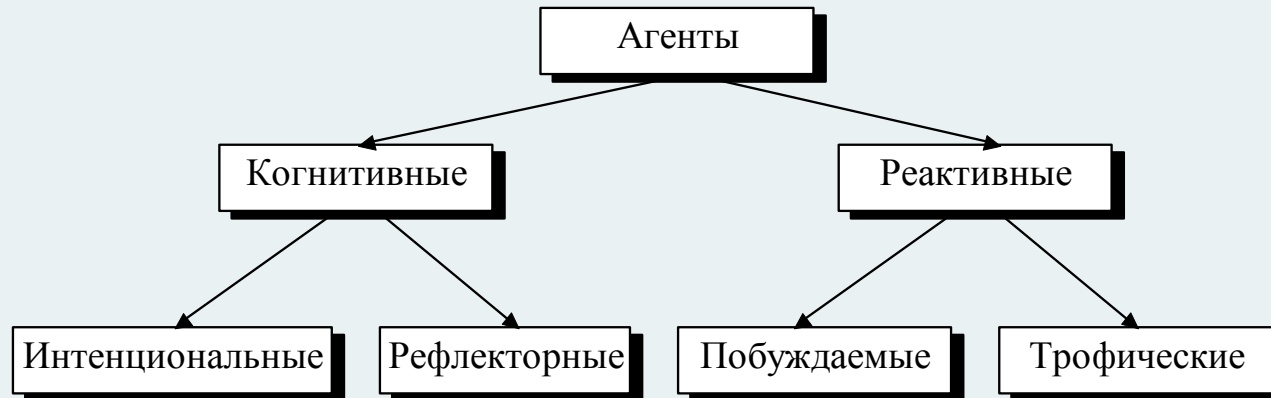 Агенты
Когнитивные
Реактивные
Интенциональные
Рефлекторные
Побуждаемые
Трофические